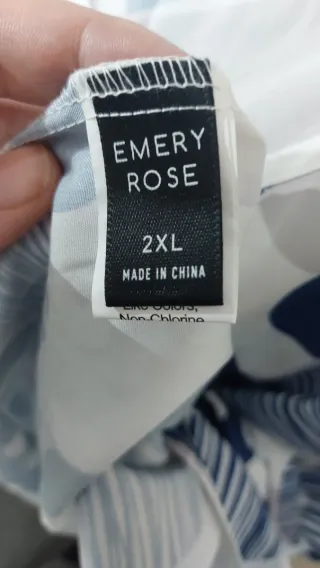 EMERY
ROSE
2XL
MADE IN CHINA
Like Colors,
Non-Chlorine